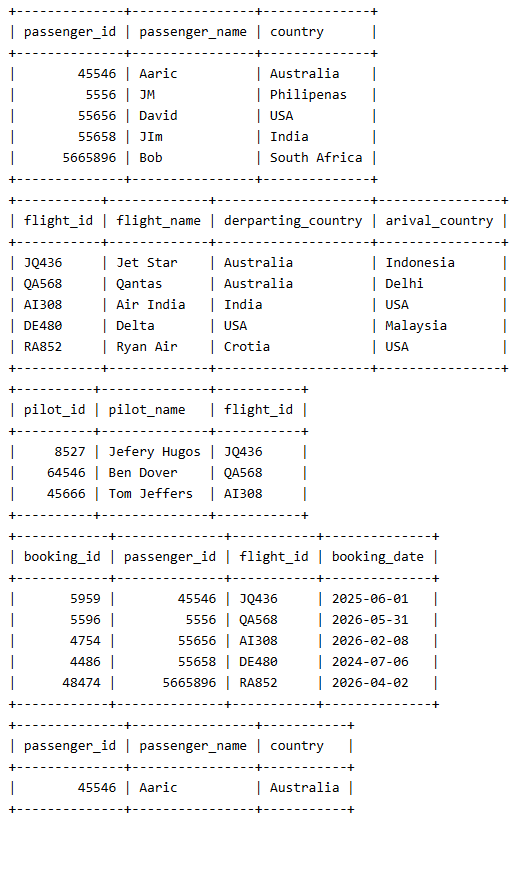 +--------------+----------------+--------------+
| passenger_id | passenger_name | country      |
+--------------+----------------+--------------+
|        45546 | Aaric          | Australia    |
|         5556 | JM             | Philipenas   |
|        55656 | David          | USA          |
|        55658 | JIm            | India        |
|      5665896 | Bob            | South Africa |
+--------------+----------------+--------------+
+-----------+-------------+--------------------+----------------+
| flight_id | flight_name | derparting_country | arival_country |
+-----------+-------------+--------------------+----------------+
| JQ436     | Jet Star    | Australia          | Indonesia      |
| QA568     | Qantas      | Australia          | Delhi          |
| AI308     | Air India   | India              | USA            |
| DE480     | Delta       | USA                | Malaysia       |
| RA852     | Ryan Air    | Crotia             | USA            |
+-----------+-------------+--------------------+----------------+
+----------+--------------+-----------+
| pilot_id | pilot_name   | flight_id |
+----------+--------------+-----------+
|     8527 | Jefery Hugos | JQ436     |
|    64546 | Ben Dover    | QA568     |
|    45666 | Tom Jeffers  | AI308     |
+----------+--------------+-----------+
+------------+--------------+-----------+--------------+
| booking_id | passenger_id | flight_id | booking_date |
+------------+--------------+-----------+--------------+
|       5959 |        45546 | JQ436     | 2025-06-01   |
|       5596 |         5556 | QA568     | 2026-05-31   |
|       4754 |        55656 | AI308     | 2026-02-08   |
|       4486 |        55658 | DE480     | 2024-07-06   |
|      48474 |      5665896 | RA852     | 2026-04-02   |
+------------+--------------+-----------+--------------+
+--------------+----------------+-----------+
| passenger_id | passenger_name | country   |
+--------------+----------------+-----------+
|        45546 | Aaric          | Australia |
+--------------+----------------+-----------+